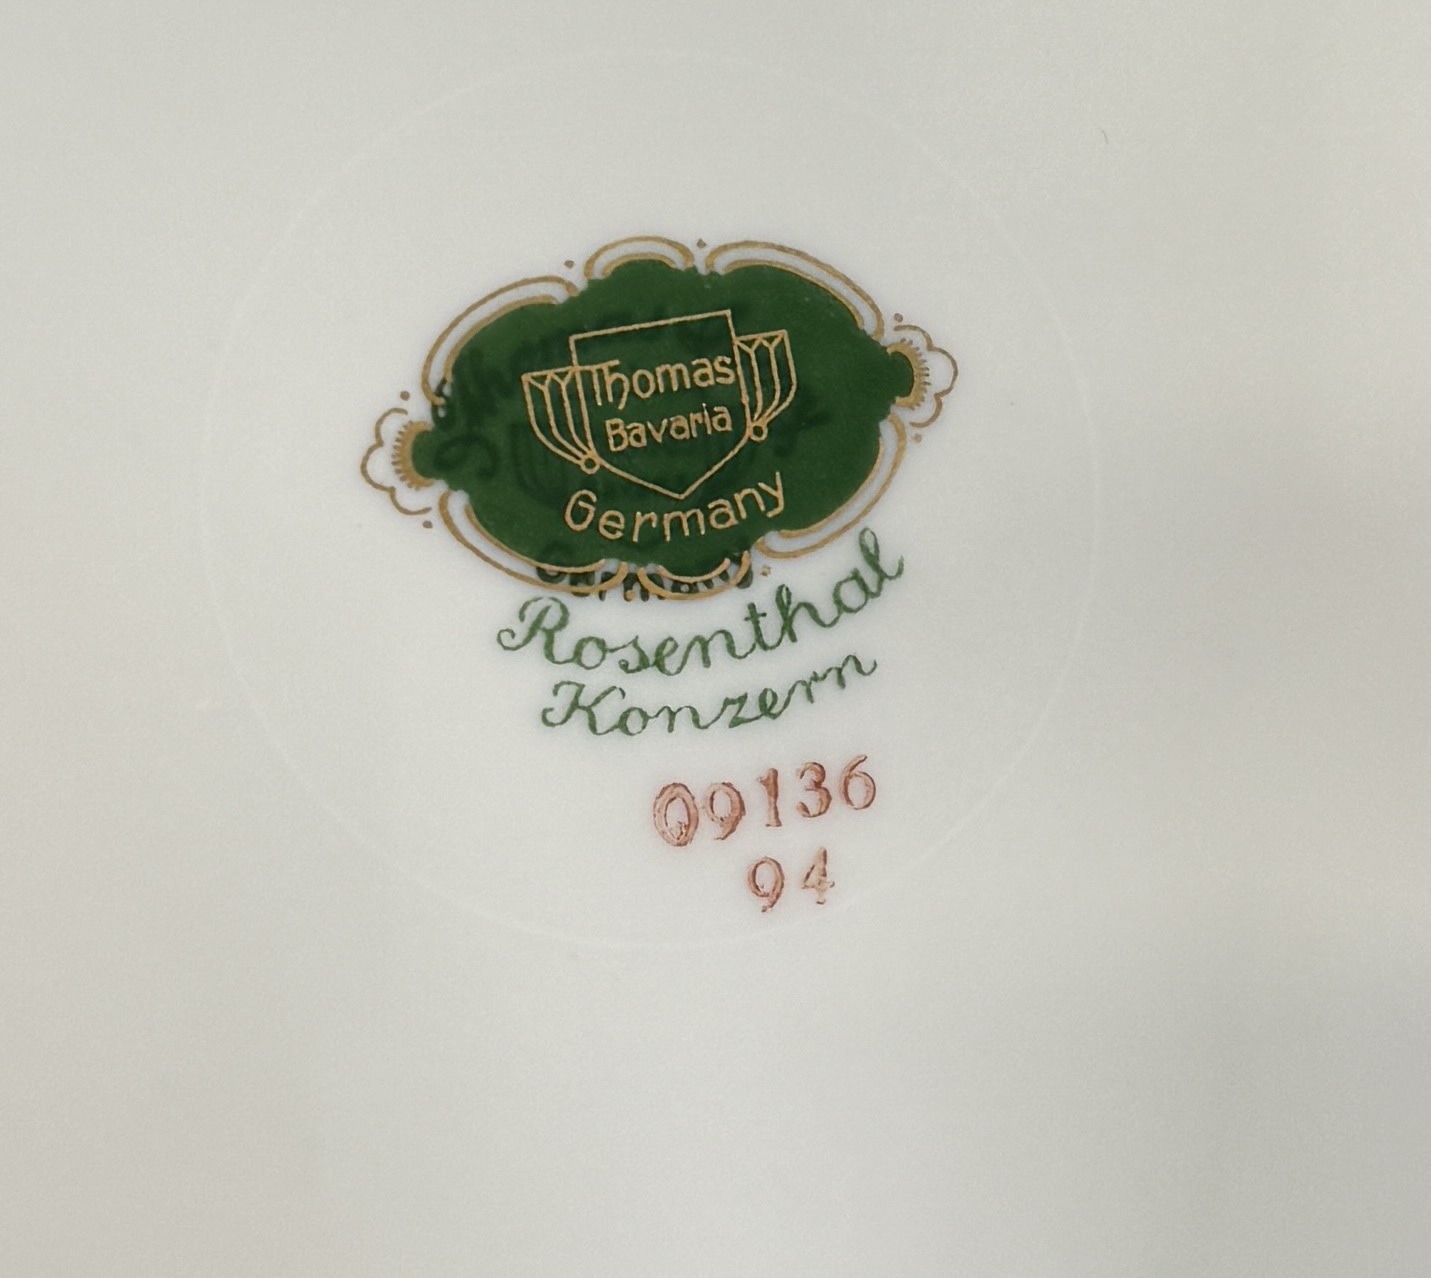 Thomas
Bavaria
Germany
Rosenthal
Konzern
09136
94